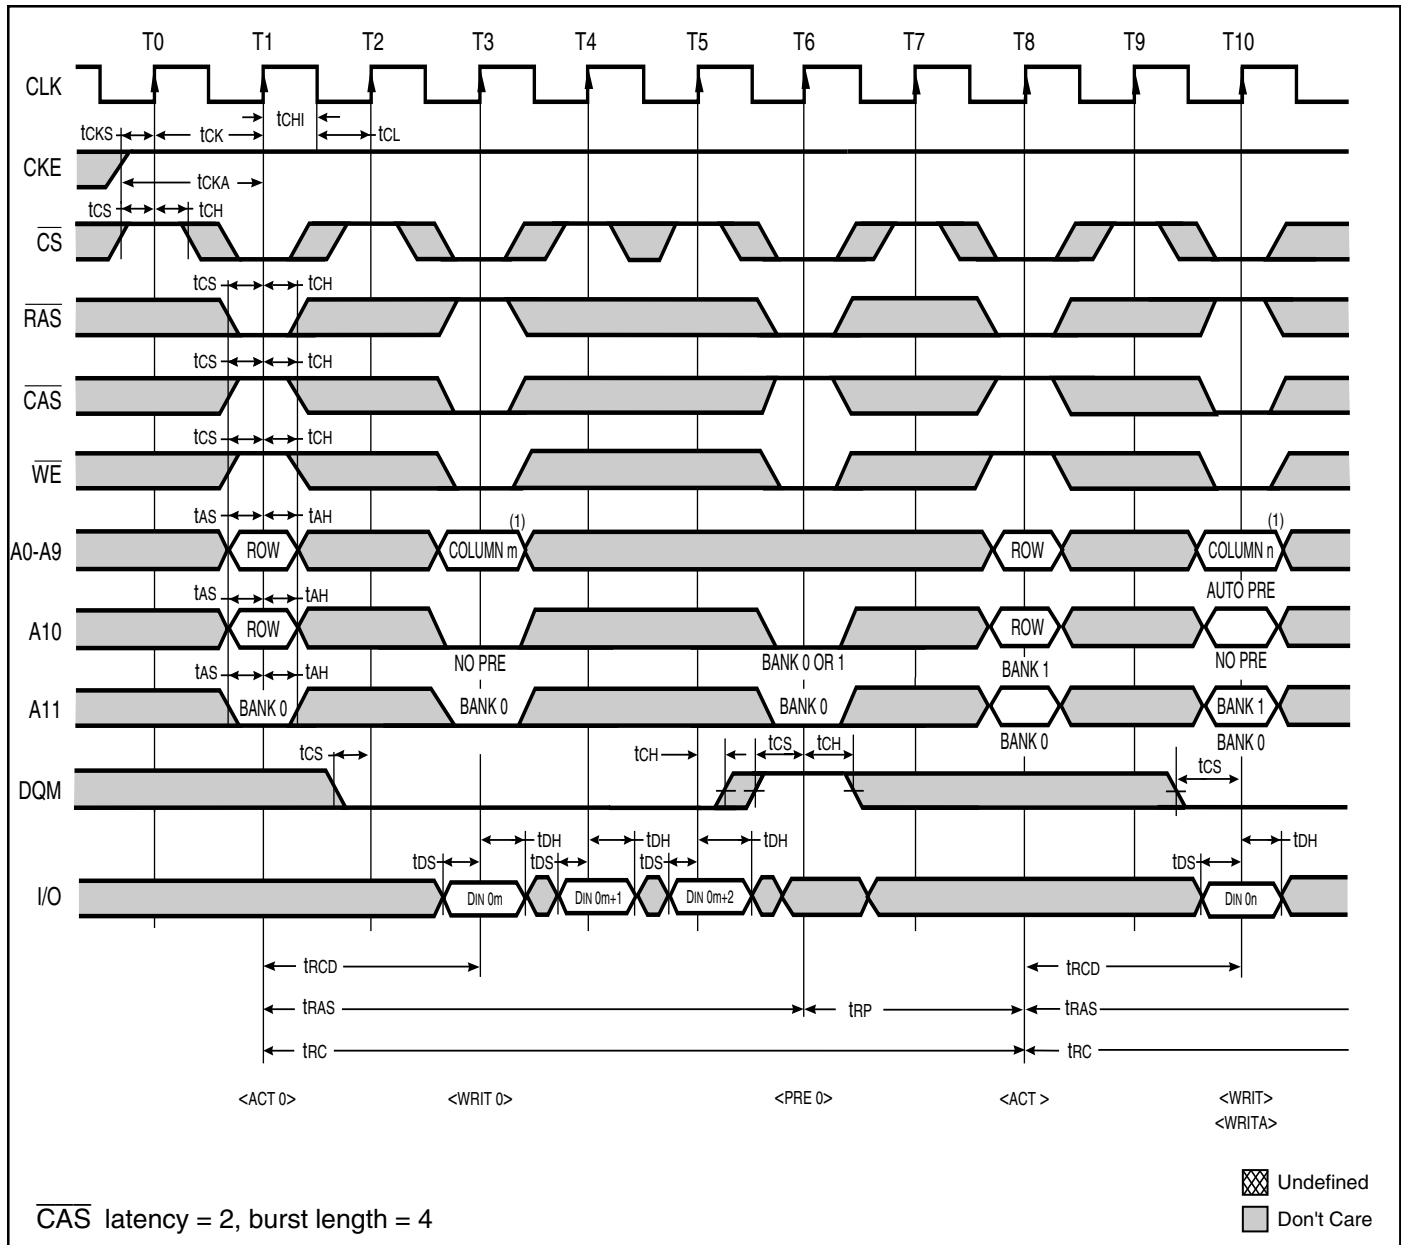 T0 T1 T2 T3 T4 T5 T6 T7 T8 T9 T10
CLK
tCHI
tCKS tCK tCL
CKE
tCKA
tCS tCH
CS
tCS tCH
RAS
tCS tCH
CAS
tCS tCH
WE
tAS tAH (1) (1)
A0-A9 ROW COLUMN m ROW COLUMN n
tAS tAH AUTO PRE
A10 ROW ROW
NO PRE BANK 0 OR 1 BANK 1 NO PRE
tAS tAH
A11 BANK 0 BANK 0 BANK 0 BANK 1
BANK 0 BANK 0
tCS tCH tCS tCH tCS
DQM
tDH tDH tDH tDH
tDS tDS tDS tDS
I/O DIN 0m DIN 0m+1 DIN 0m+2 DIN 0n
tRCD tRCD
tRAS tRP tRAS
tRC tRC
<ACT 0> <WRIT 0> <PRE 0> <ACT > <WRIT>
<WRITA>
Undefined
CAS latency = 2, burst length = 4 Don't Care